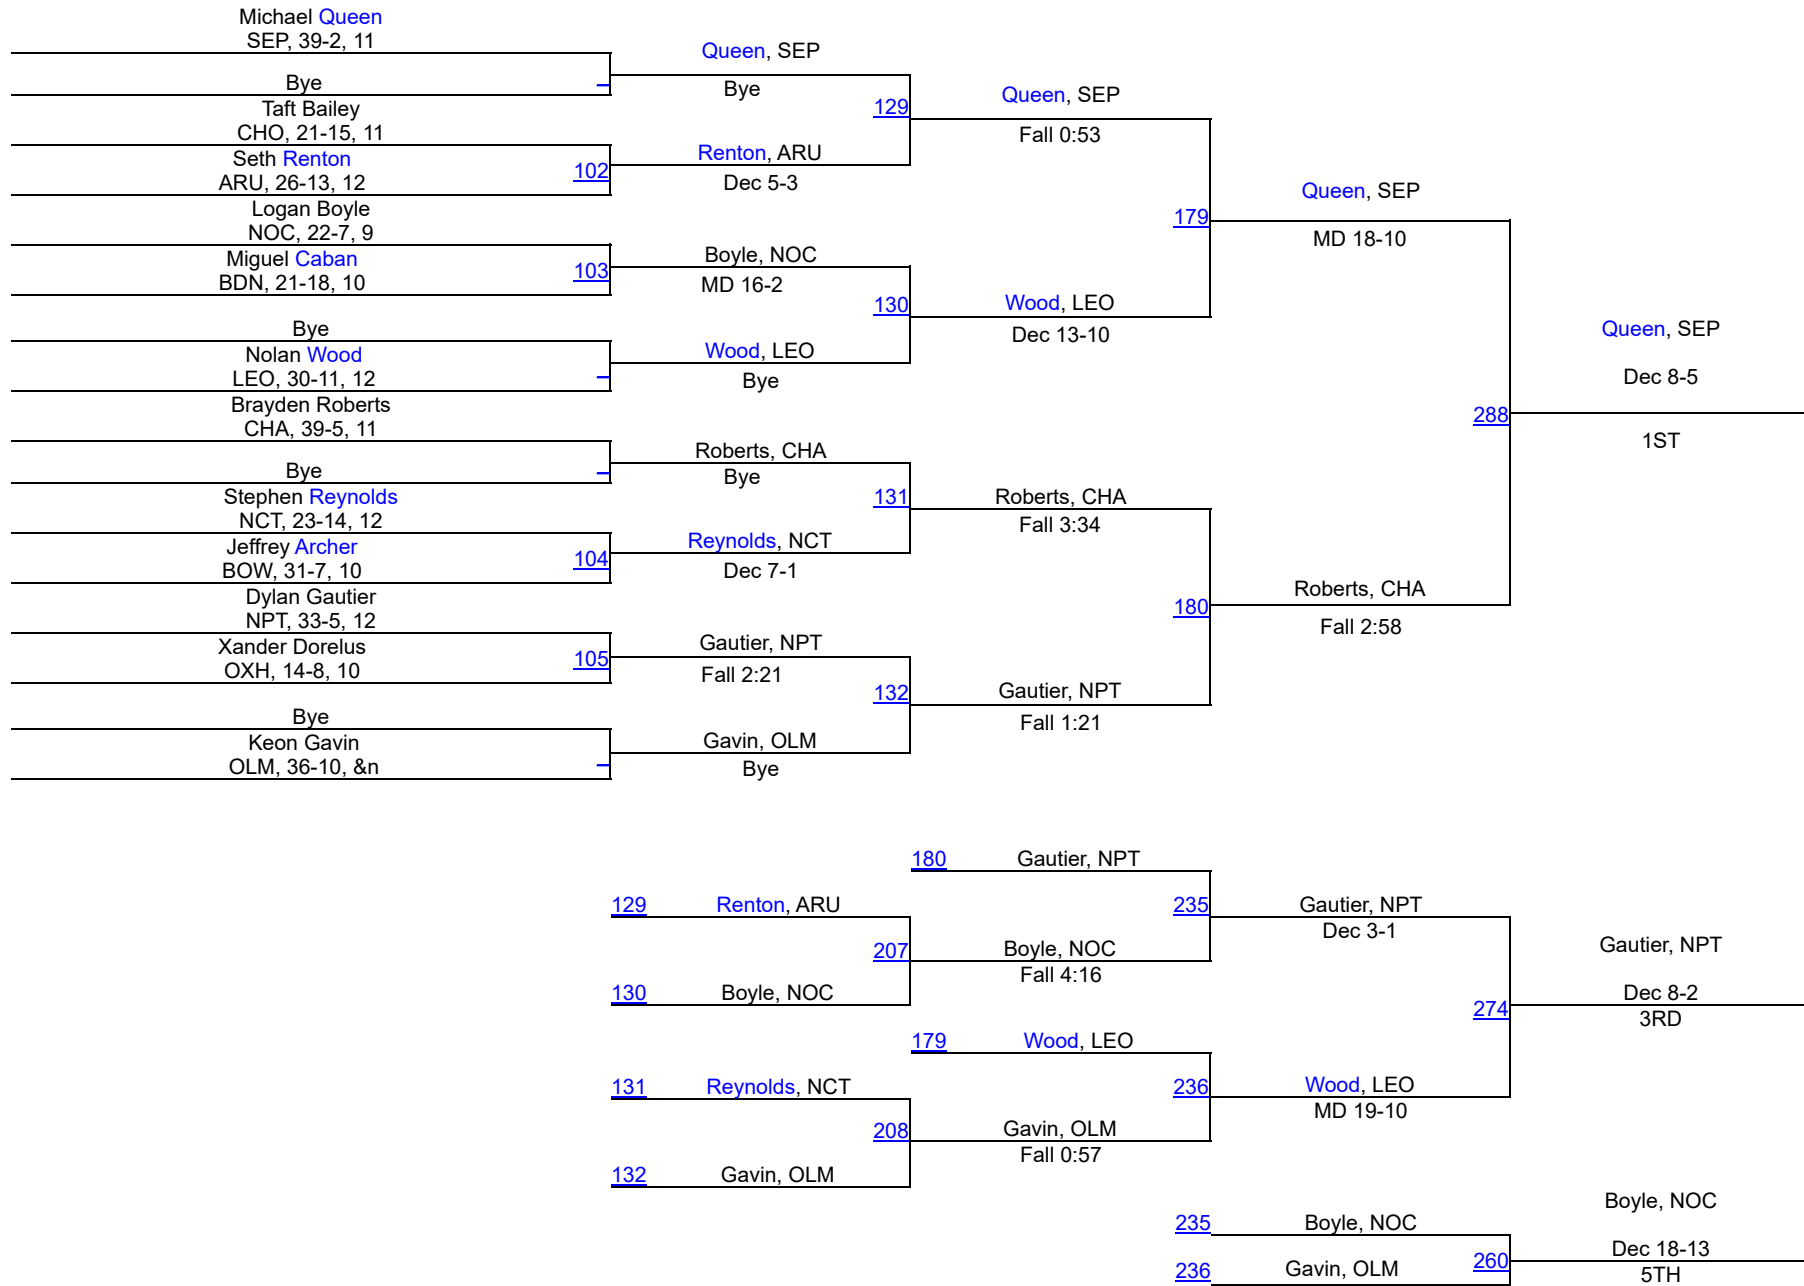 Michael Queen
SEP, 39-2, 11
Bye
Taft Bailey
CHO, 21-15, 11
Seth Renton
ARU, 26-13, 12
102
Logan Boyle
NOC, 22-7, 9
Miguel Caban
BDN, 21-18, 10
103
Bye
Nolan Wood
LEO, 30-11, 12
Brayden Roberts
CHA, 39-5, 11
Bye
Stephen Reynolds
NCT, 23-14, 12
Jeffrey Archer
BOW, 31-7, 10
104
Dylan Gautier
NPT, 33-5, 12
Xander Dorelus
OXH, 14-8, 10
105
Bye
Keon Gavin
OLM, 36-10, &n
Queen, SEP
Bye
129
Renton, ARU
Dec 5-3
Boyle, NOC
MD 16-2
130
Wood, LEO
Bye
Roberts, CHA
Bye
131
Reynolds, NCT
Dec 7-1
Gautier, NPT
Fall 2:21
132
Gavin, OLM
Bye
Queen, SEP
Fall 0:53
179
Wood, LEO
Dec 13-10
Roberts, CHA
Fall 3:34
180
Gautier, NPT
Fall 1:21
Queen, SEP
MD 18-10
288
Roberts, CHA
Fall 2:58
Queen, SEP
Dec 8-5
1ST
129 Renton, ARU
207
130 Boyle, NOC
131 Reynolds, NCT
208
132 Gavin, OLM
180 Gautier, NPT
235
Boyle, NOC
Fall 4:16
179 Wood, LEO
236
Gavin, OLM
Fall 0:57
Gautier, NPT
Dec 3-1
274
Wood, LEO
MD 19-10
Gautier, NPT
Dec 8-2
3RD
235 Boyle, NOC
260
236 Gavin, OLM
Boyle, NOC
Dec 18-13
5TH